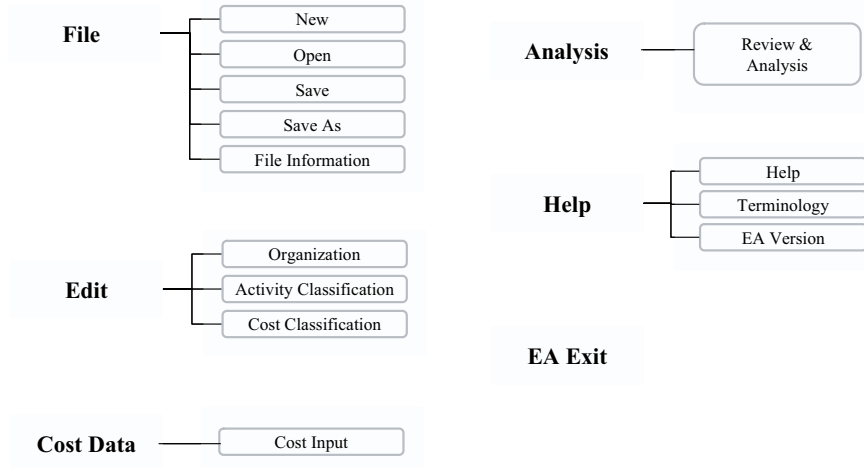 File
New
Open
Save
Save As
File Information
Edit
Organization
Activity Classification
Cost Classification
Cost Data
Cost Input
Analysis
Review &
Analysis
Help
Help
Terminology
EA Version
EA Exit